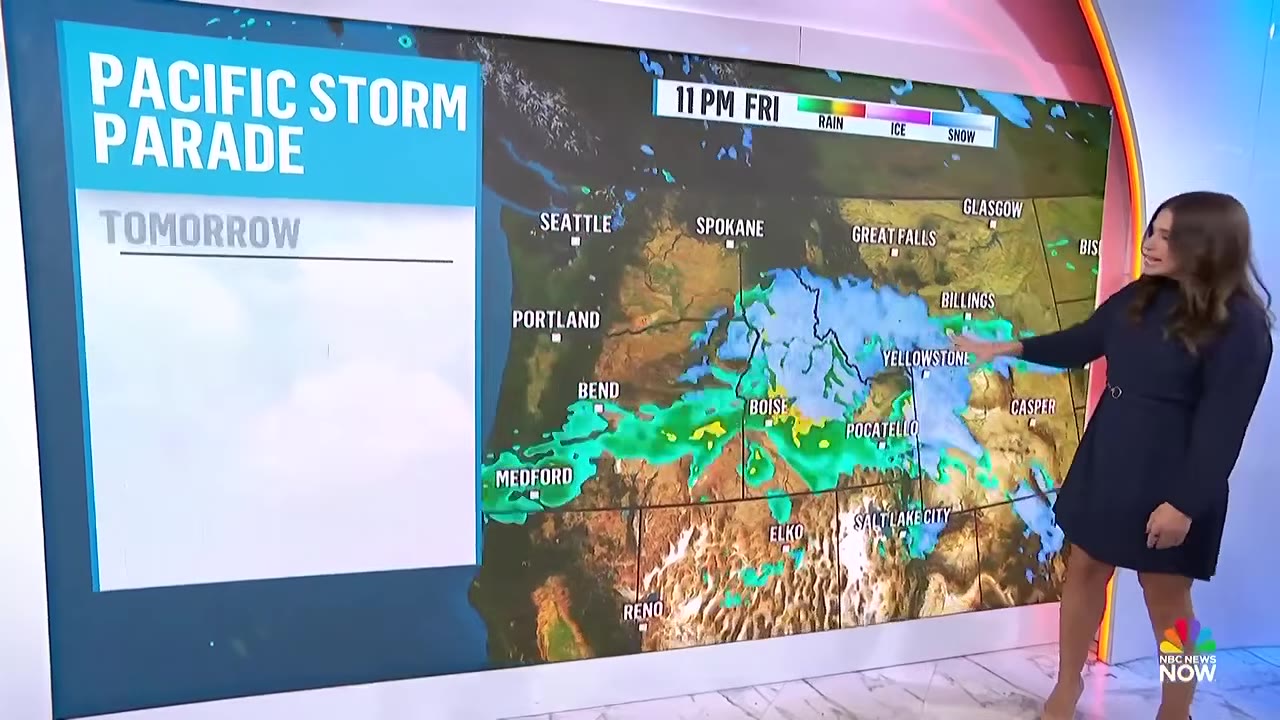 PACIFIC STORM
PARADE
TOMORROW
11 PM FRI
RAIN
ICE
SNOW
GLASGOW
SEATTLE
SPOKANE
GREAT FALLS
BIS
BILLINGS
PORTLAND
YELLOWSTONE
BEND
BOISE
CASPER
POCATELLO
MEDFORD
SALT LAKE CITY
ELKO
RENO
NBC NEWS
NOW